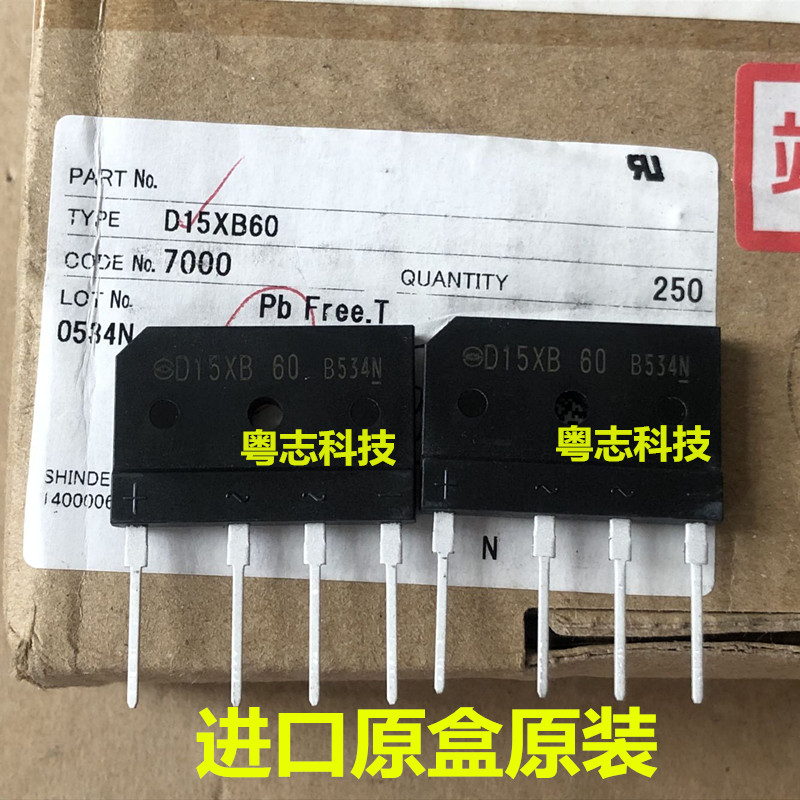 PART No.
TYPE D15XB60
CODE No. 7000
QUANTITY 250
LOT No.
0534N
Pb Free.T
D15XB 60. B534N
D15XB 60 B534N
粤志科技
粤志科技
SHINDE
140000
+ ~ ~ -
+ ~ ~ -
N
进口原盒原装